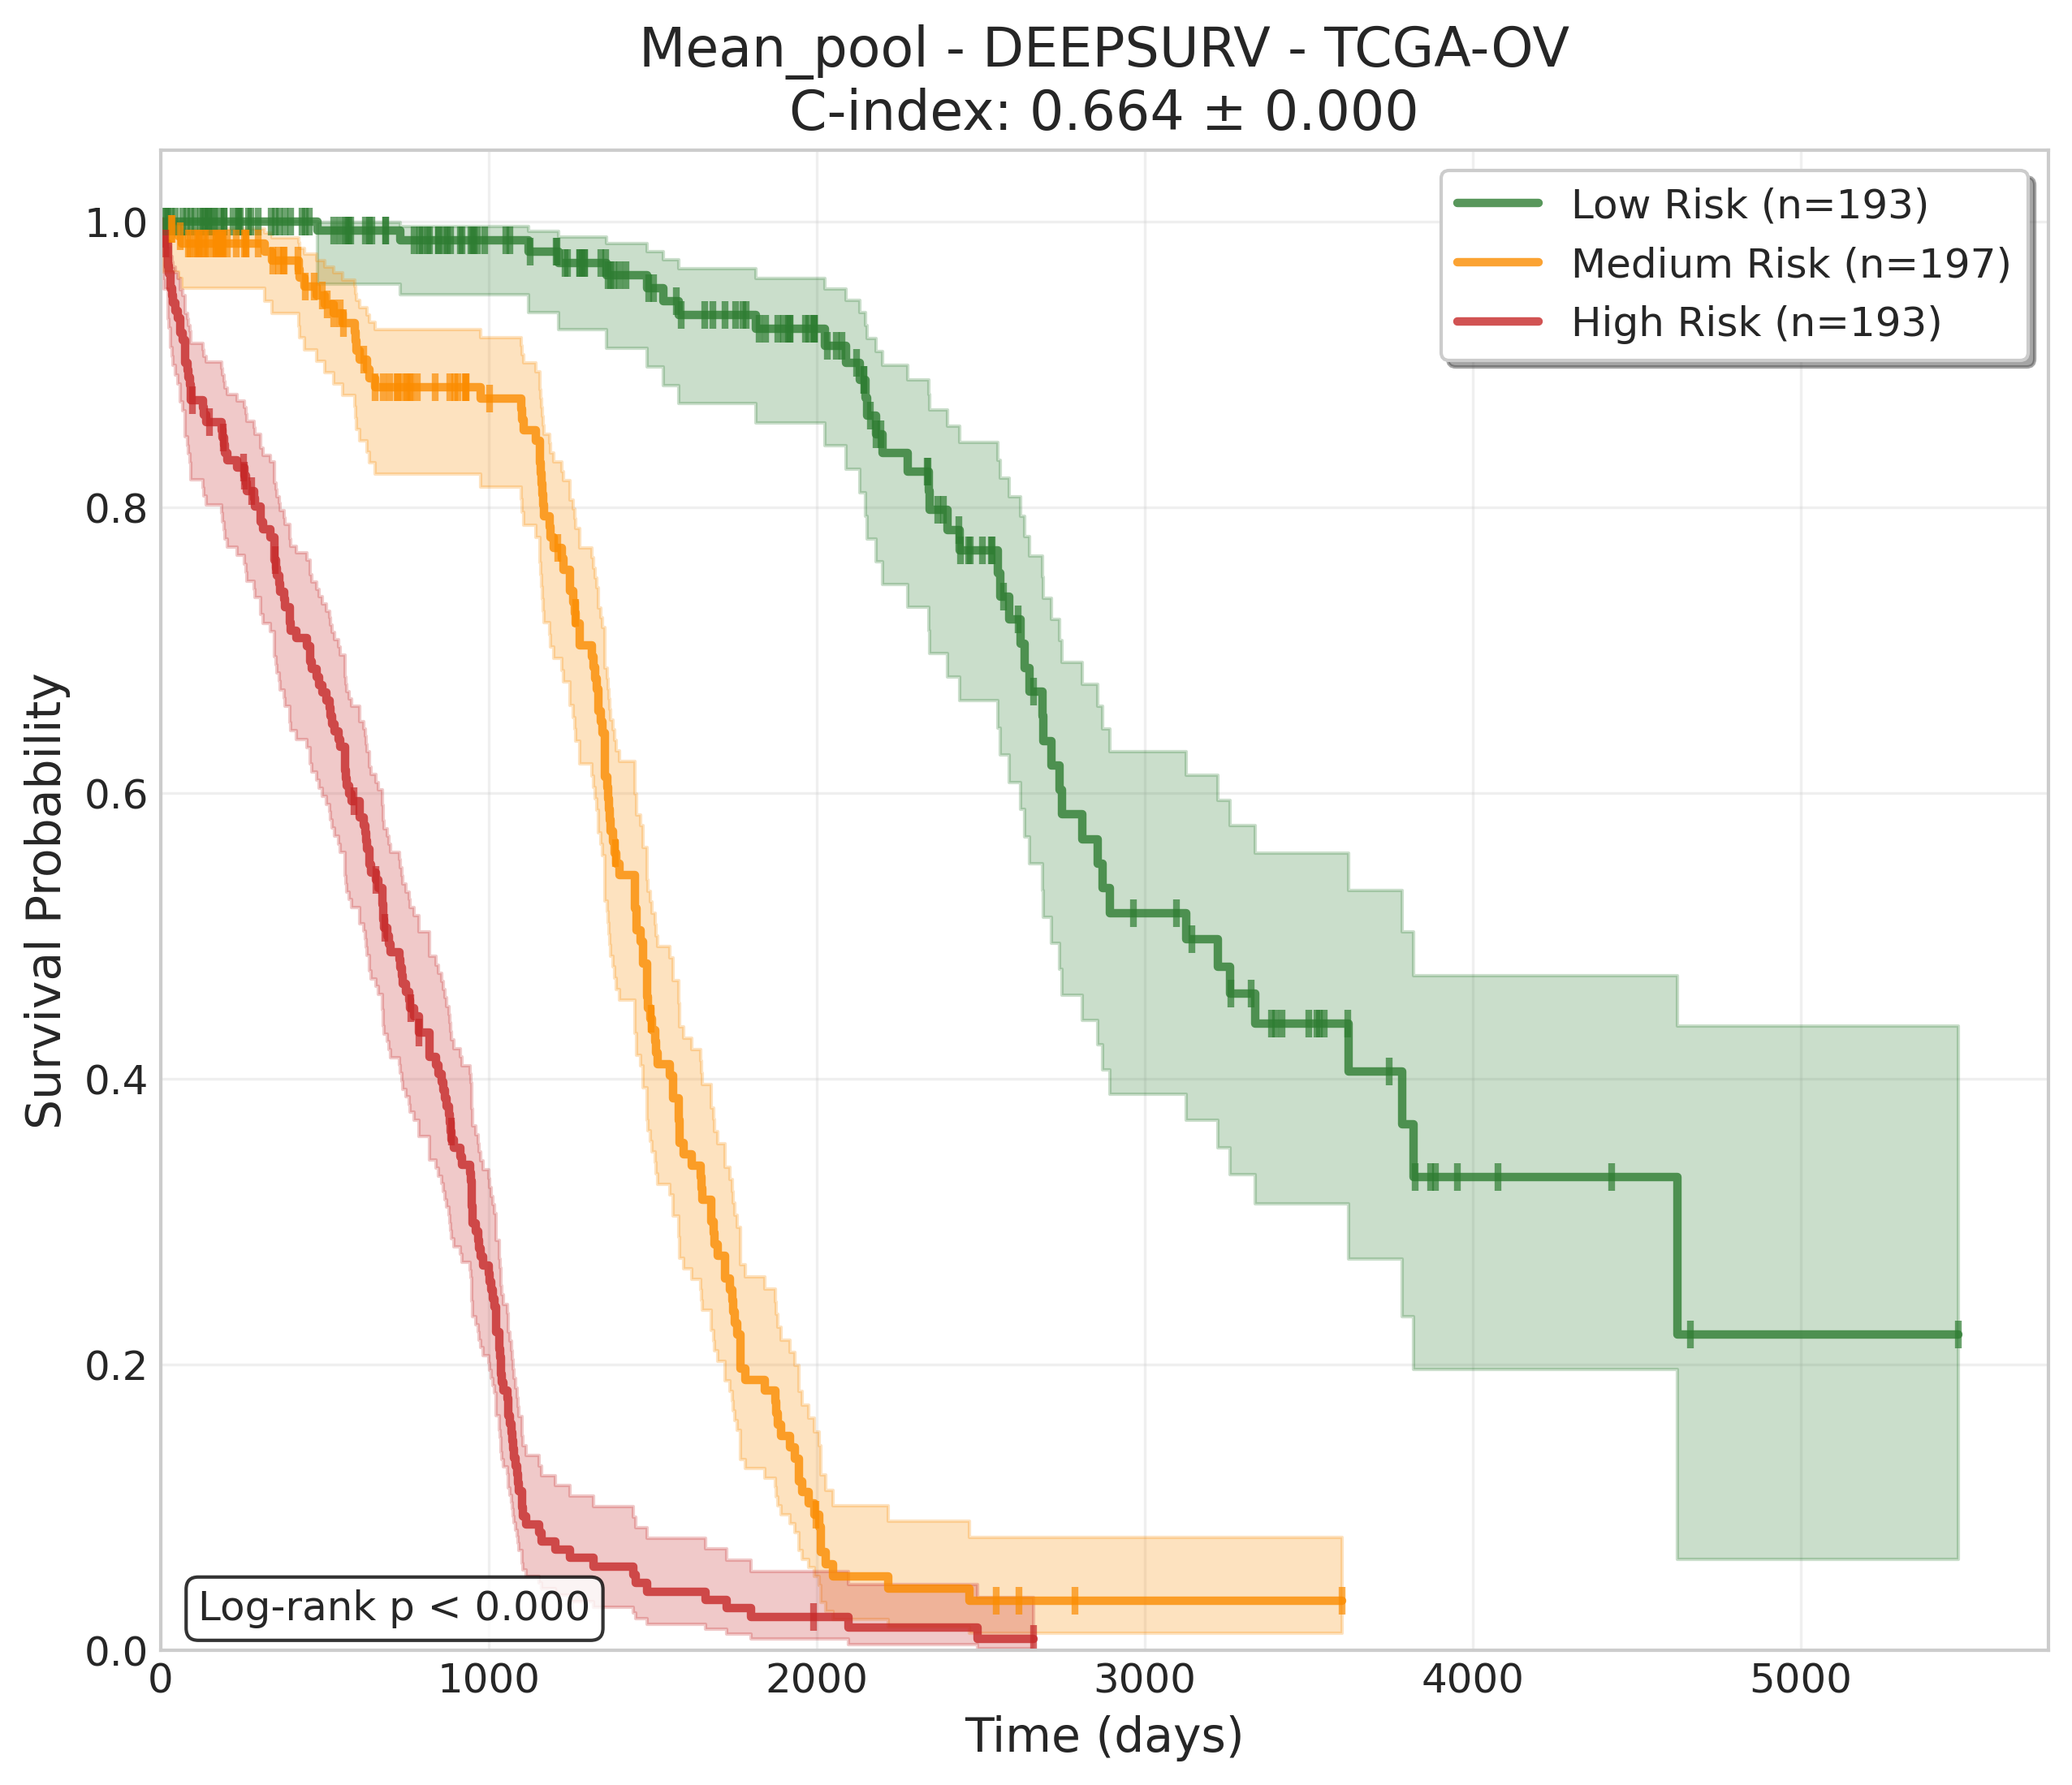 Mean_pool - DEEPSURV - TCGA-OV
C-index: 0.664 ± 0.000
Low Risk (n=193)
Medium Risk (n=197)
High Risk (n=193)
Survival Probability
1.0
0.8
0.6
0.4
0.2
0.0
Log-rank p < 0.000
0 1000 2000 3000 4000 5000
Time (days)